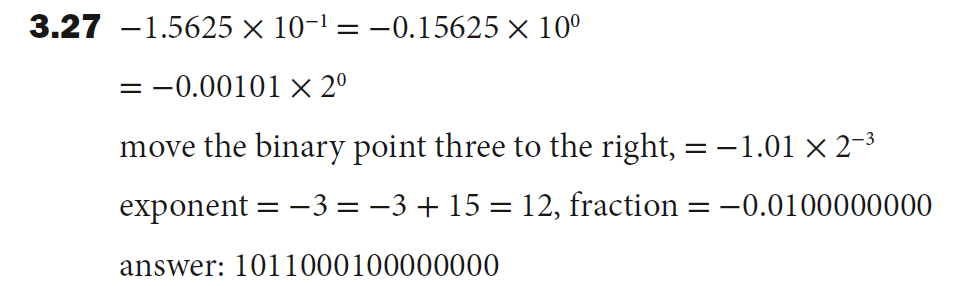 3.27 −1.5625 × 10⁻¹ = −0.15625 × 10⁰
= −0.00101 × 2⁰
move the binary point three to the right, = −1.01 × 2⁻³
exponent = −3 = −3 + 15 = 12, fraction = −0.0100000000
answer: 1011000100000000